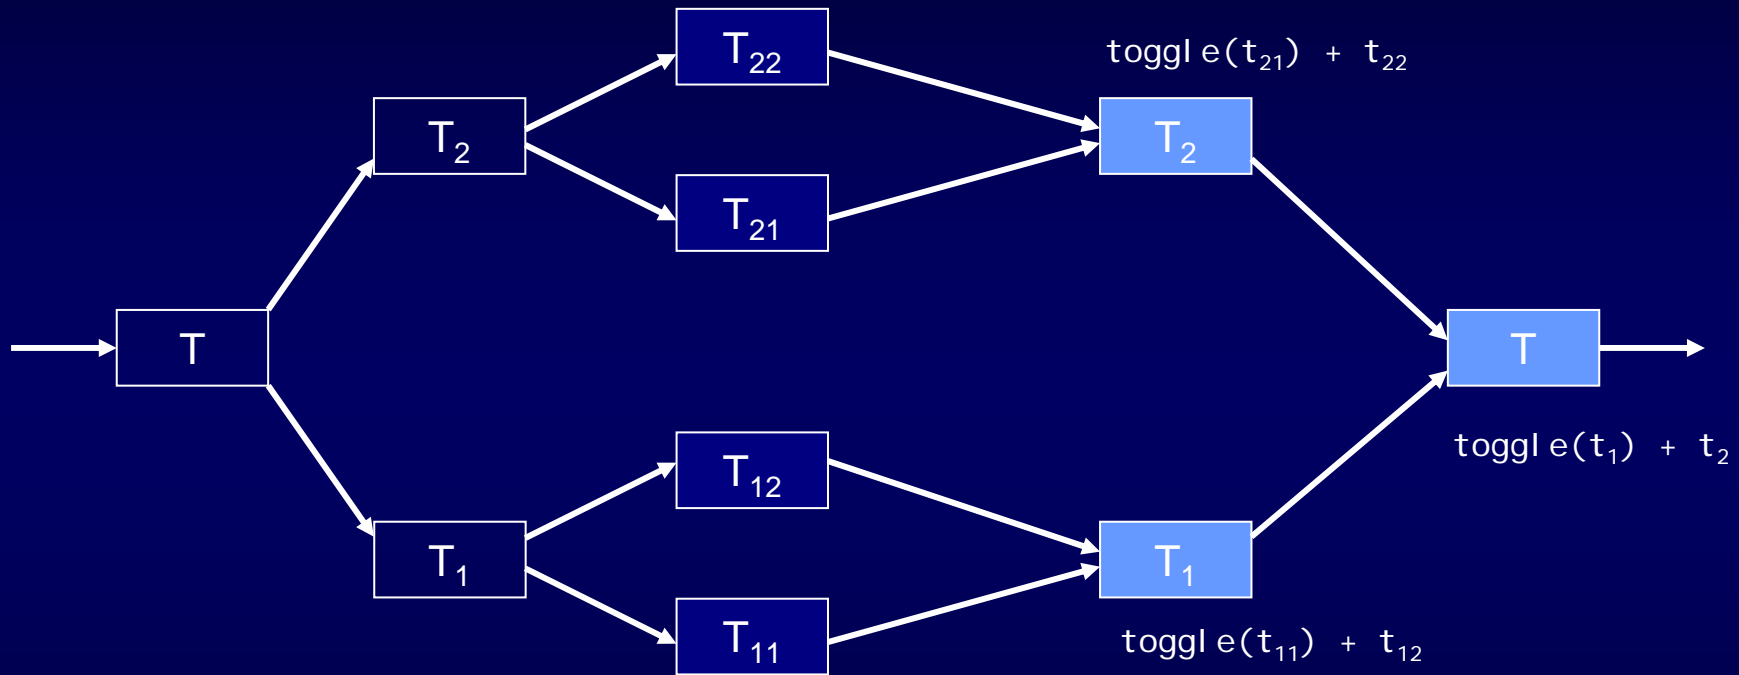 T₂₂
toggle(t₂₁) + t₂₂
T₂
T₂
T₂₁
T
T
toggle(t₁) + t₂
T₁₂
T₁
T₁
T₁₁
toggle(t₁₁) + t₁₂